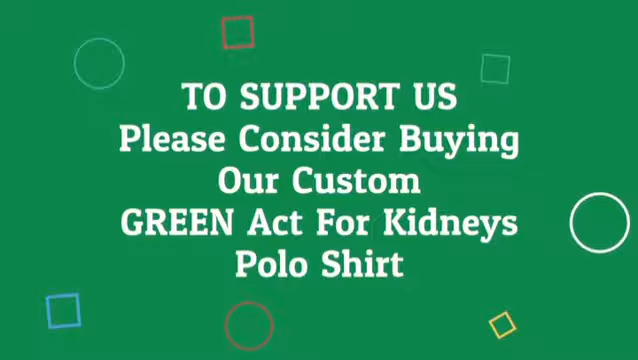 TO SUPPORT US
Please Consider Buying
Our Custom
GREEN Act For Kidneys
Polo Shirt